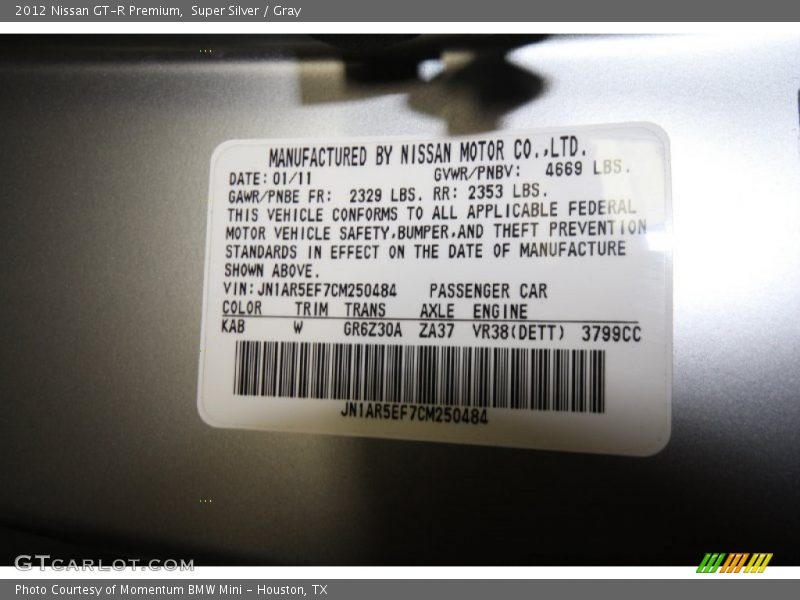 2012 Nissan GT-R Premium,  Super Silver / Gray
MANUFACTURED BY NISSAN MOTOR CO.,LTD.
DATE: 01/11 GVWR/PNBV: 4669 LBS.
GAWR/PNBE FR: 2329 LBS. RR: 2353 LBS.
THIS VEHICLE CONFORMS TO ALL APPLICABLE FEDERAL
MOTOR VEHICLE SAFETY,BUMPER,AND THEFT PREVENTION
STANDARDS IN EFFECT ON THE DATE OF MANUFACTURE
SHOWN ABOVE.
VIN: JN1AR5EF7CM250484 PASSENGER CAR
COLOR TRIM TRANS AXLE ENGINE
KAB W GR6Z30A ZA37 VR38(DETT) 3799CC
JN1AR5EF7CM250484
GTCARLOT.COM
Photo Courtesy of Momentum BMW Mini - Houston, TX